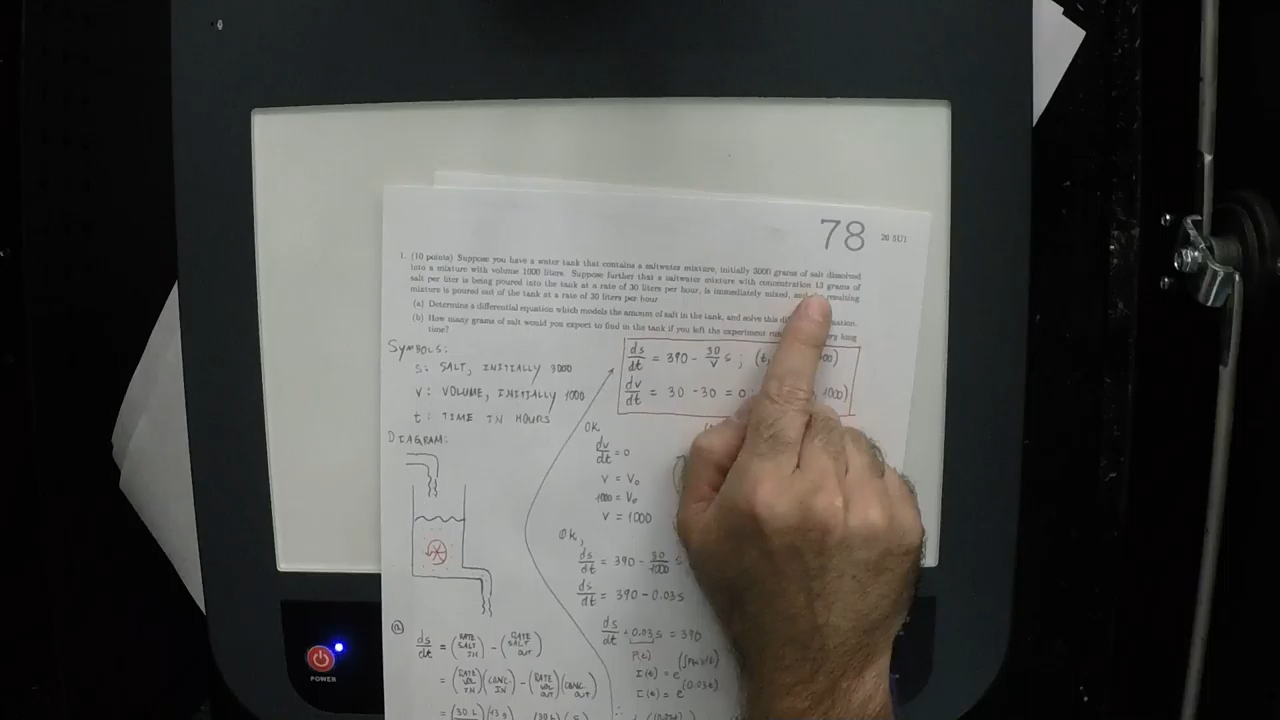 78
20 SU1
1. (10 points) Suppose you have a water tank that contains a saltwater mixture, initially 3000 grams of salt dissolved
into a mixture with volume 1000 liters. Suppose further that a saltwater mixture with concentration 13 grams of
salt per liter is being poured into the tank at a rate of 30 liters per hour, is immediately mixed, and resulting
mixture is poured out of the tank at a rate of 30 liters per hour
(a) Determine a differential equation which models the amount of salt in the tank, and solve this
(b) How many grams of salt would you expect to find in the tank if you left the experiment long
time?
SYMBOLS:
S: SALT, INITIALLY 3000
V: VOLUME, INITIALLY 1000
t: TIME IN HOURS
DIAGRAM:
ds/dt = 390 - 30/V s ; (t,
dv/dt = 30 - 30 = 0 1000)
OK
dv/dt = 0
V = V₀
1000 = V₀
V = 1000
OK,
ds/dt = 390 - 30/1000 s
ds/dt = 390 - 0.03s
ds/dt + 0.03s = 390
P(t)
I(t) = e^(∫P(t)dt)
I(t) = e^(0.03t)
(a)
ds/dt = (RATE SALT IN) - (RATE SALT OUT)
= (RATE VOL IN)(CONC. IN) - (RATE VOL OUT)(CONC. OUT)
POWER